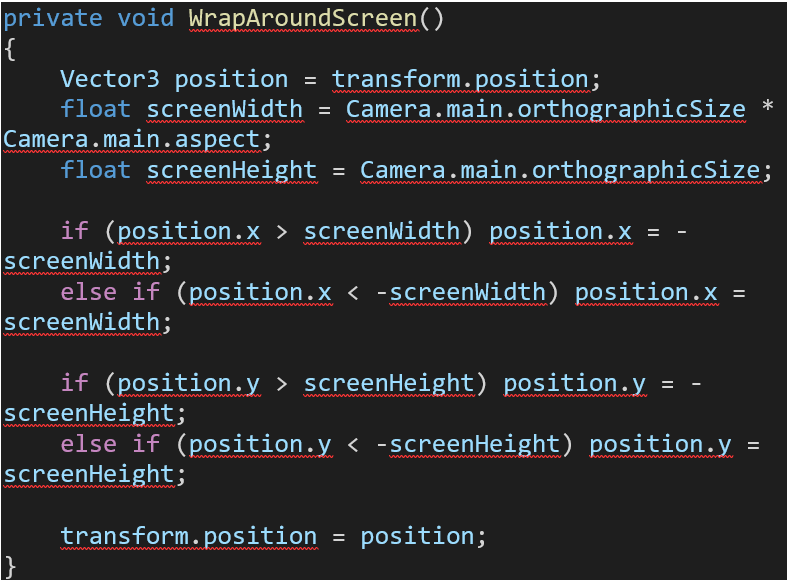 private void WrapAroundScreen()
{
    Vector3 position = transform.position;
    float screenWidth = Camera.main.orthographicSize *
Camera.main.aspect;
    float screenHeight = Camera.main.orthographicSize;

    if (position.x > screenWidth) position.x = -
screenWidth;
    else if (position.x < -screenWidth) position.x =
screenWidth;

    if (position.y > screenHeight) position.y = -
screenHeight;
    else if (position.y < -screenHeight) position.y =
screenHeight;

    transform.position = position;
}